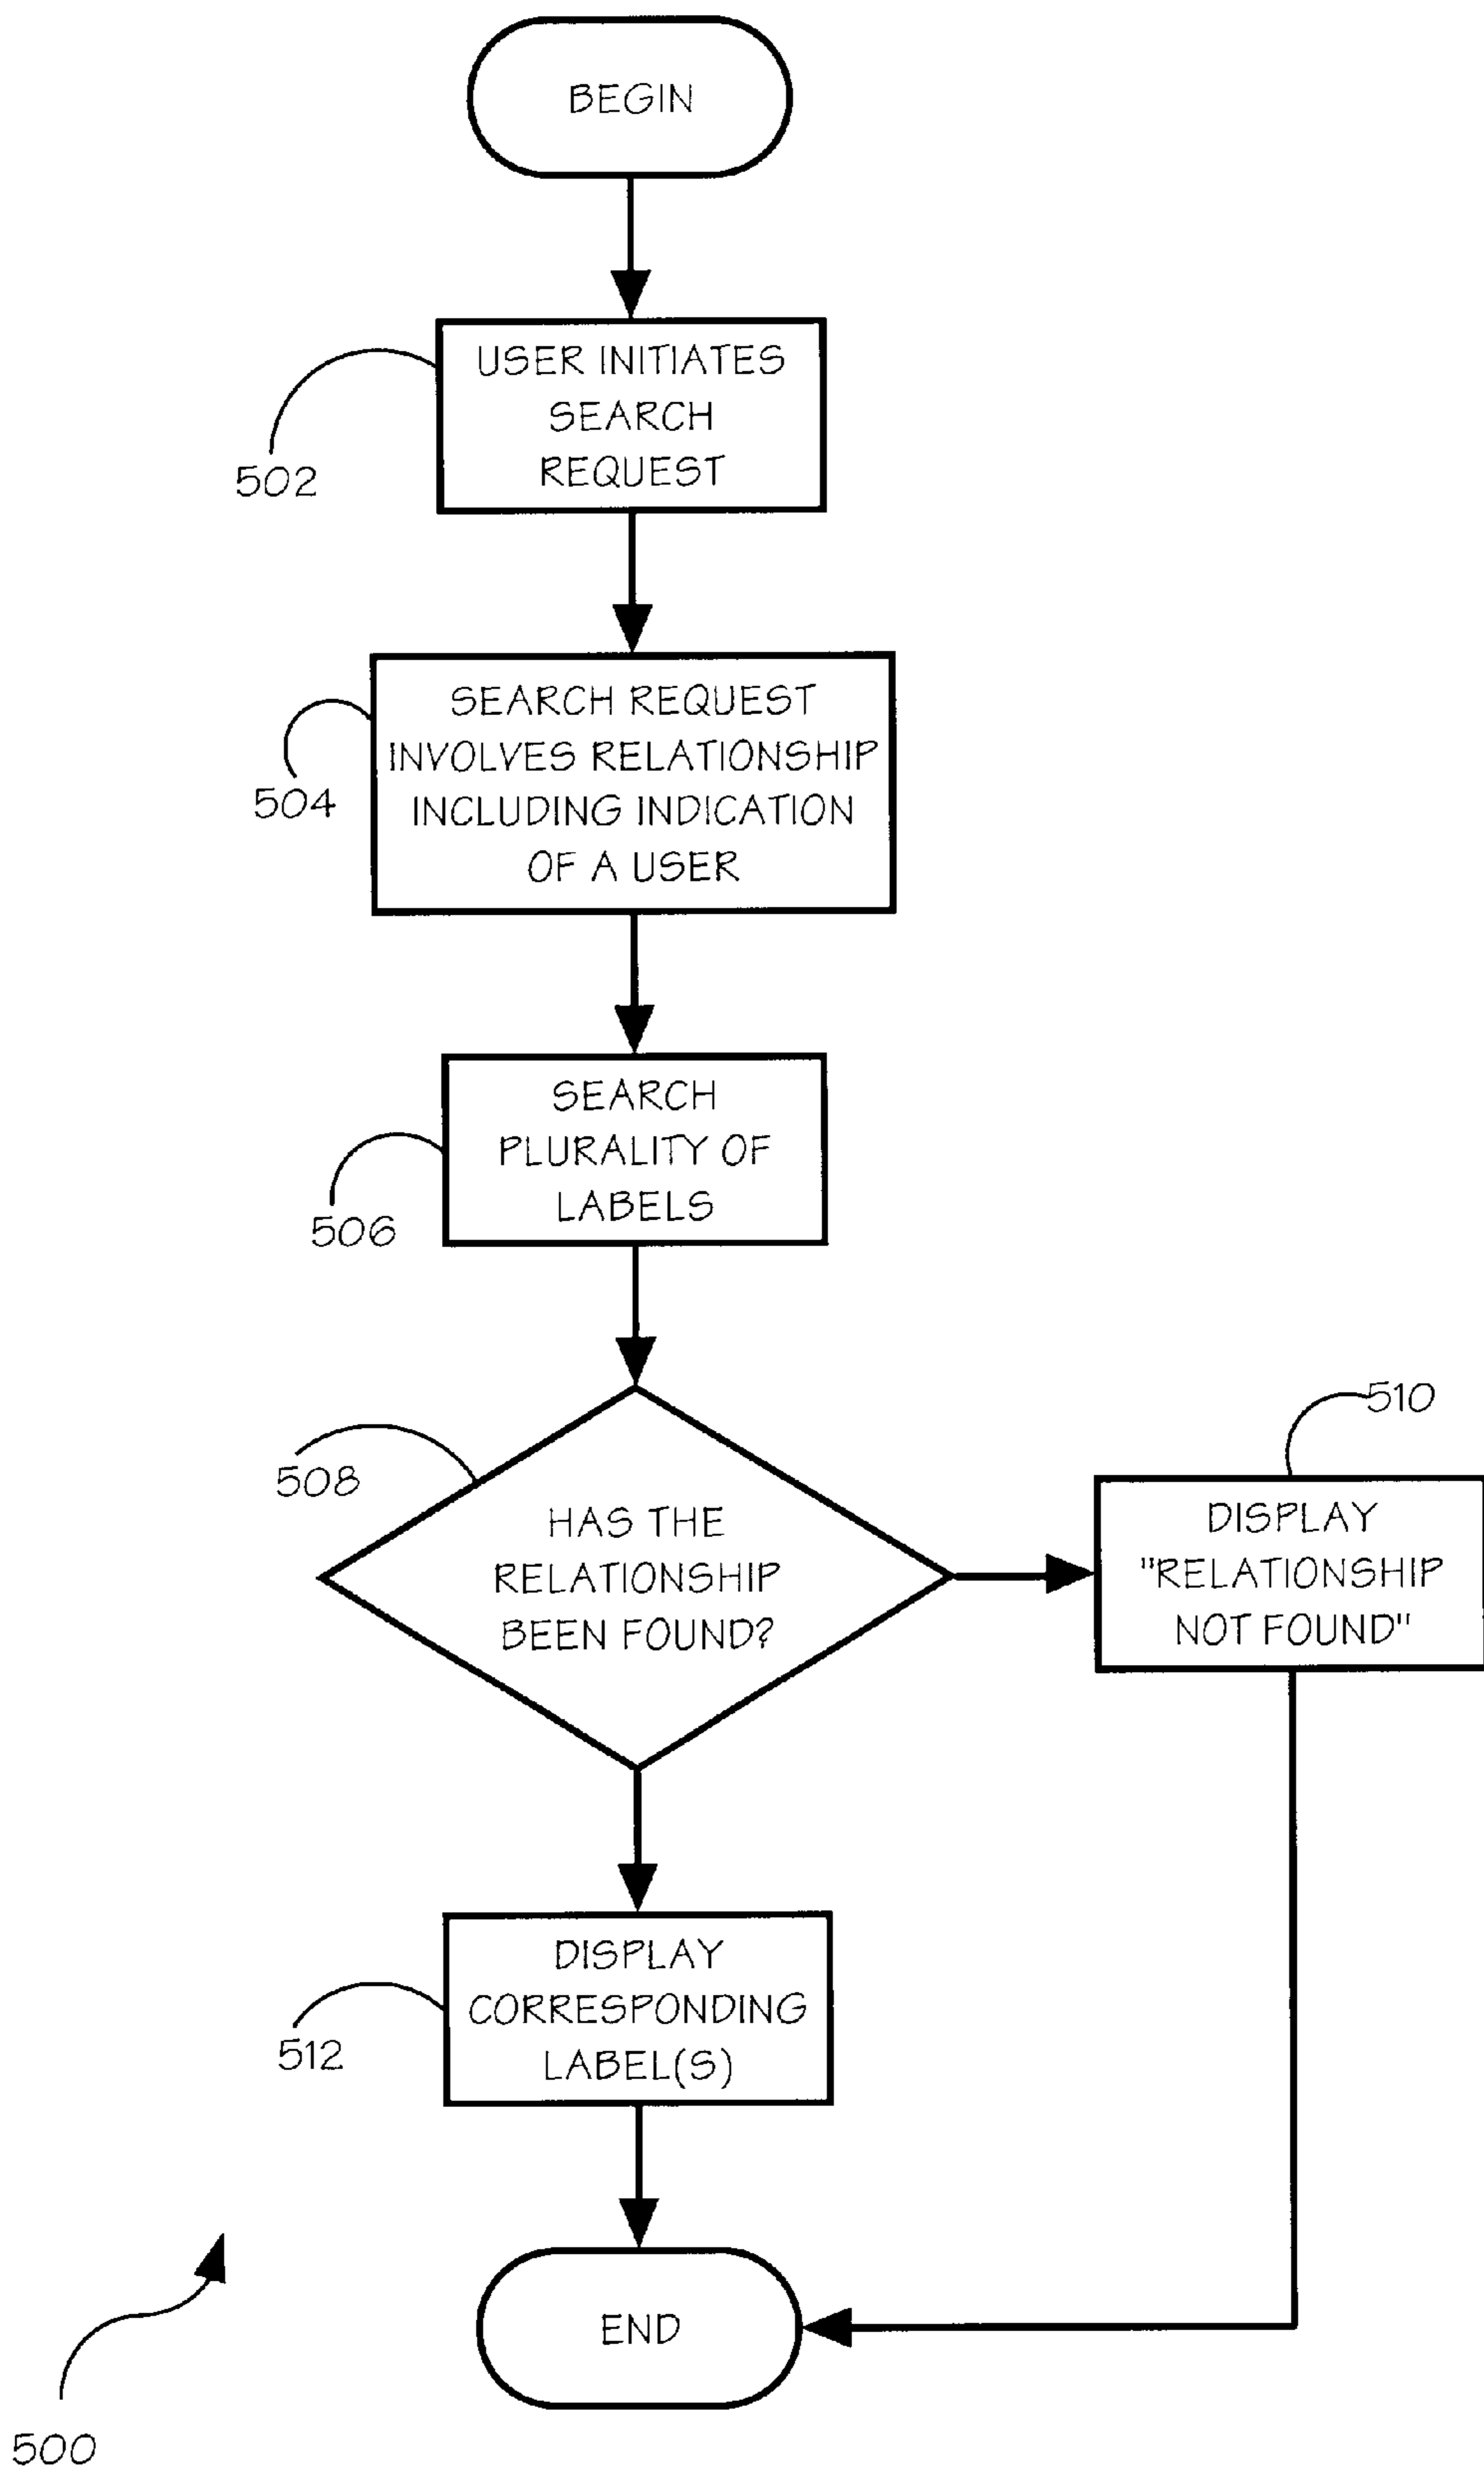 BEGIN
USER INITIATES
SEARCH
REQUEST
502
SEARCH REQUEST
INVOLVES RELATIONSHIP
INCLUDING INDICATION
OF A USER
504
SEARCH
PLURALITY OF
LABELS
506
HAS THE
RELATIONSHIP
BEEN FOUND?
508
510
DISPLAY
"RELATIONSHIP
NOT FOUND"
DISPLAY
CORRESPONDING
LABEL(S)
512
END
500